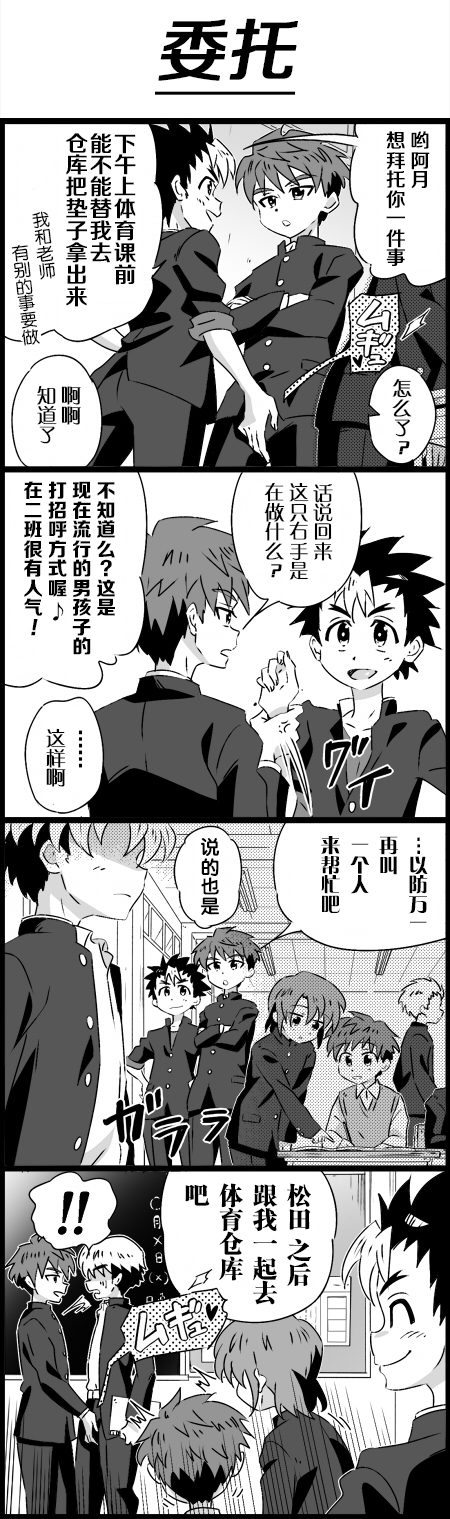 委托
哟阿月
想拜托你一件事
下午上体育课前
能不能替我去
仓库把垫子拿出来
我和老师
有别的事要做
ムギュ♥
怎么了？
啊啊
知道了
话说回来
这只右手是
在做什么？
不知道么？这是
现在流行的男孩子的
打招呼方式喔♪
在二班很有人气！
グイ
……
这样啊
…以防万一
再叫
一个人
来帮忙吧
说的也是
ガララ
松田 之后
跟我一起去
体育仓库
吧
!!
ムギュ♥